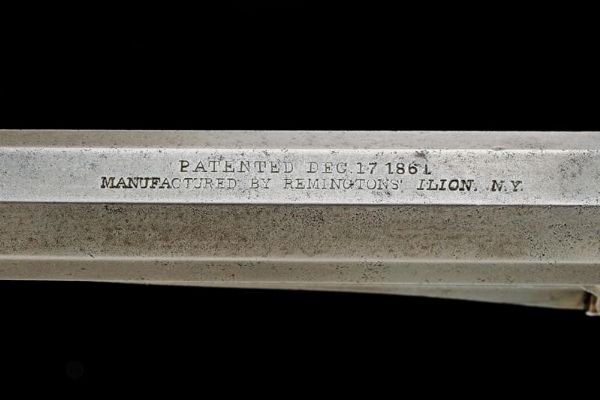 PATENTED DEC. 17 1861
MANUFACTURED BY REMINGTONS' ILION, N.Y.